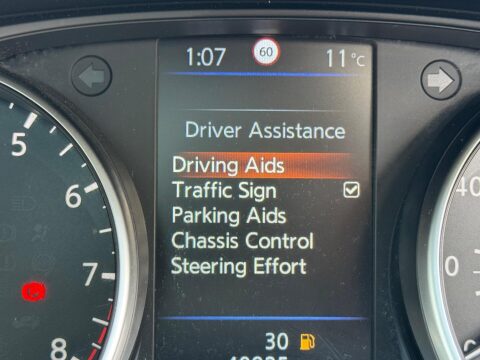 1:07 60 11°C
Driver Assistance
Driving Aids
Traffic Sign
Parking Aids
Chassis Control
Steering Effort
30
5
6
7
8
40
0